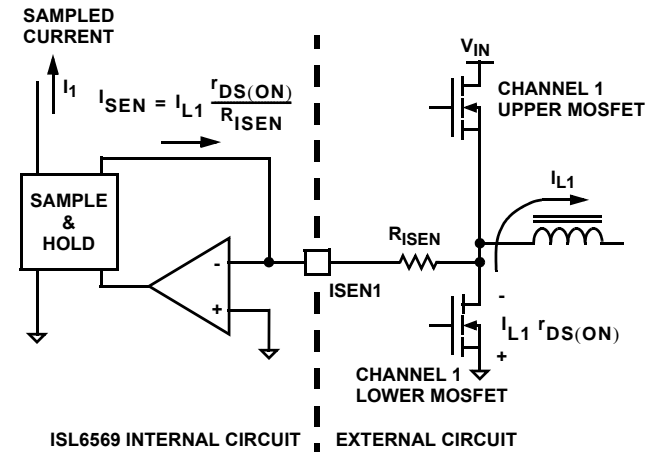 SAMPLED
CURRENT
I1
ISEN = IL1 rDS(ON)
RISEN
SAMPLE
&
HOLD
-
+
ISEN1
RISEN
VIN
CHANNEL 1
UPPER MOSFET
IL1
-
IL1 rDS(ON)
+
CHANNEL 1
LOWER MOSFET
ISL6569 INTERNAL CIRCUIT
EXTERNAL CIRCUIT